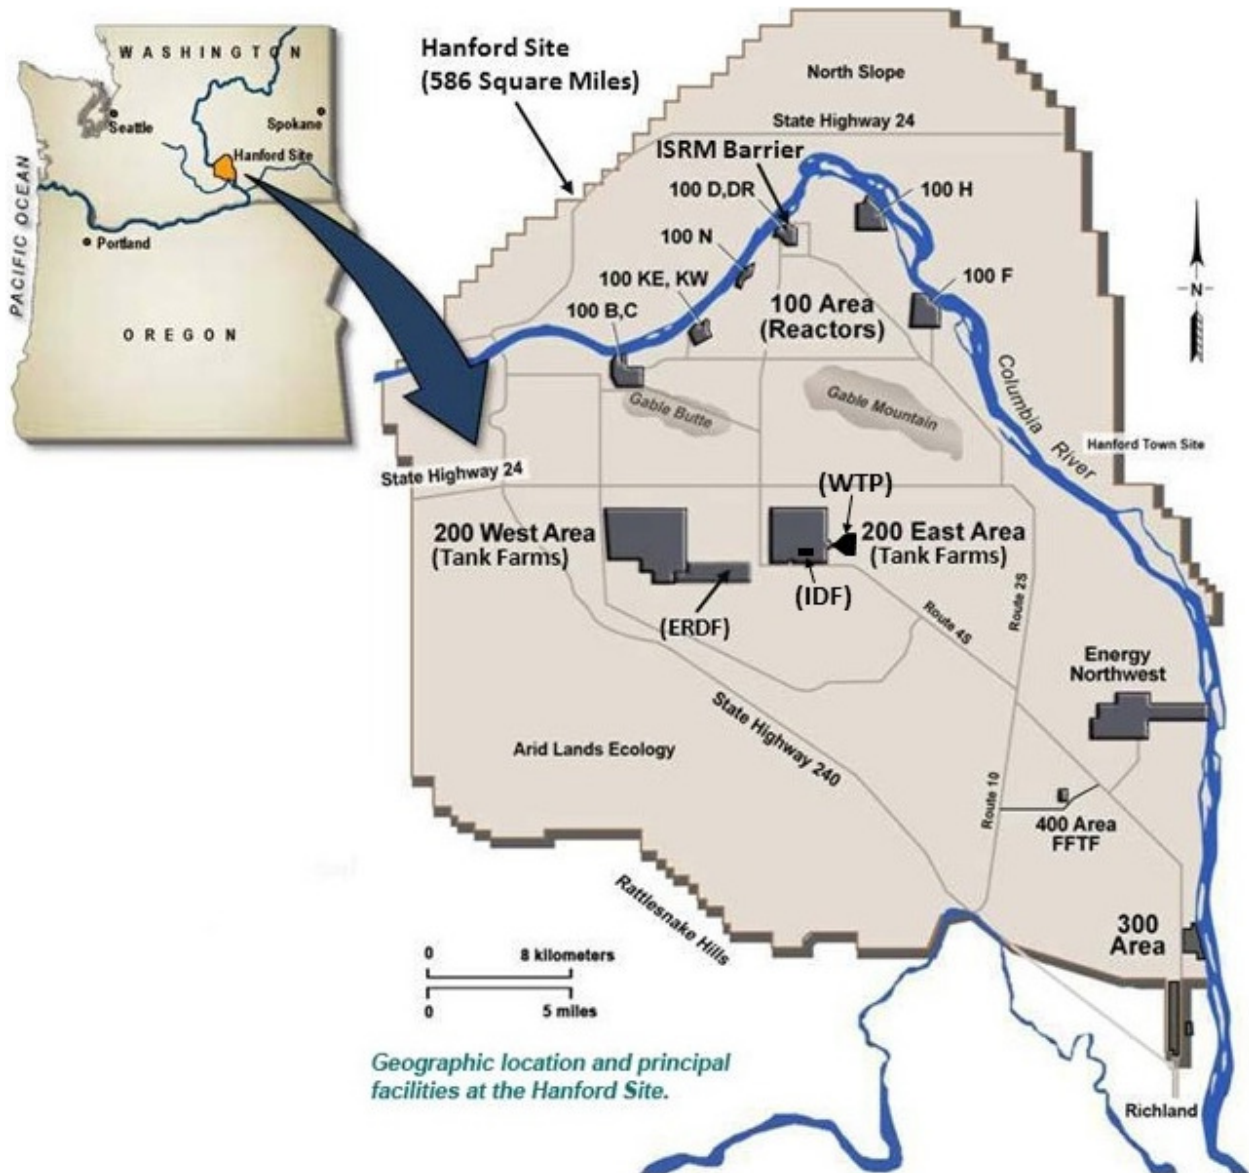 WASHINGTON
Seattle
Spokane
Hanford Site
PACIFIC OCEAN
Portland
OREGON
Hanford Site
(586 Square Miles)
North Slope
State Highway 24
ISRM Barrier
100 D,DR
100 H
100 N
100 KE, KW
100 F
100 B,C
100 Area
(Reactors)
N
Columbia River
Gable Butte
Gable Mountain
Hanford Town Site
State Highway 24
(WTP)
200 West Area
(Tank Farms)
200 East Area
(Tank Farms)
(IDF)
(ERDF)
Route 4S
Route 2S
Energy
Northwest
State Highway 240
Arid Lands Ecology
Route 10
400 Area
FFTF
Rattlesnake Hills
300
Area
0 8 kilometers
0 5 miles
Geographic location and principal
facilities at the Hanford Site.
Richland